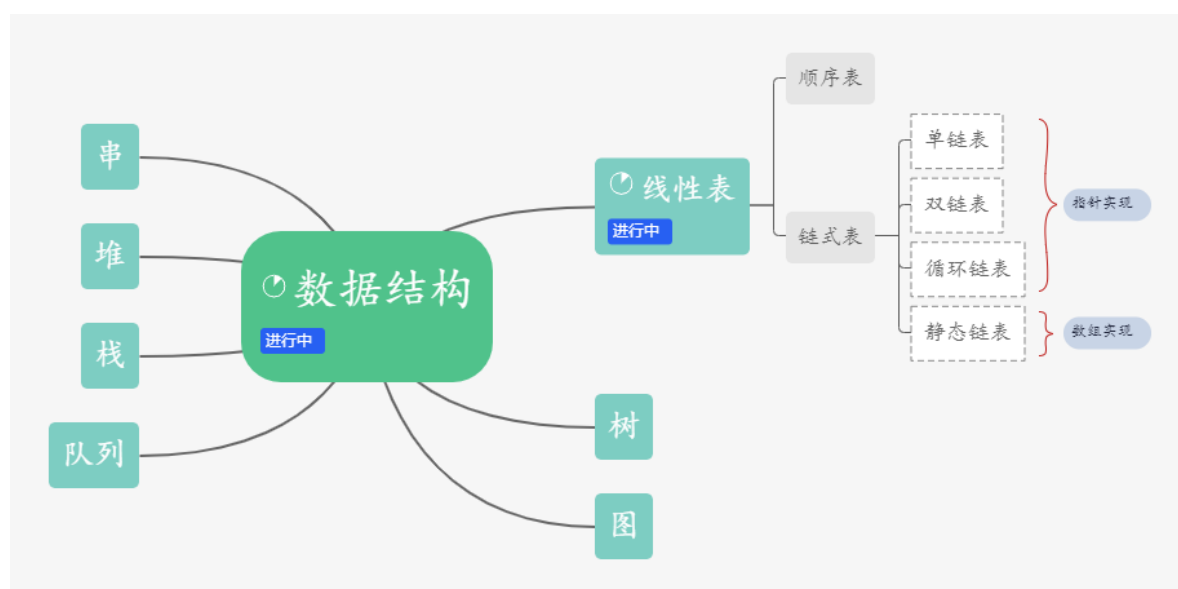 数据结构
进行中
线性表
进行中
顺序表
链式表
单链表
双链表
循环链表
静态链表
指针实现
数组实现
树
图
串
堆
栈
队列